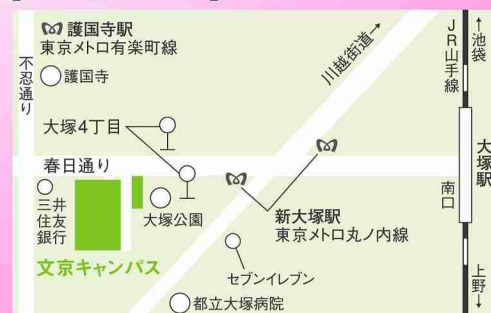 護国寺駅
東京メトロ有楽町線
不忍通り
護国寺
川越街道→
JR山手線
↑池袋
大塚4丁目
春日通り
大塚駅
南口
三井
住友
銀行
大塚公園
新大塚駅
東京メトロ丸ノ内線
文京キャンパス
セブンイレブン
都立大塚病院
上野↓